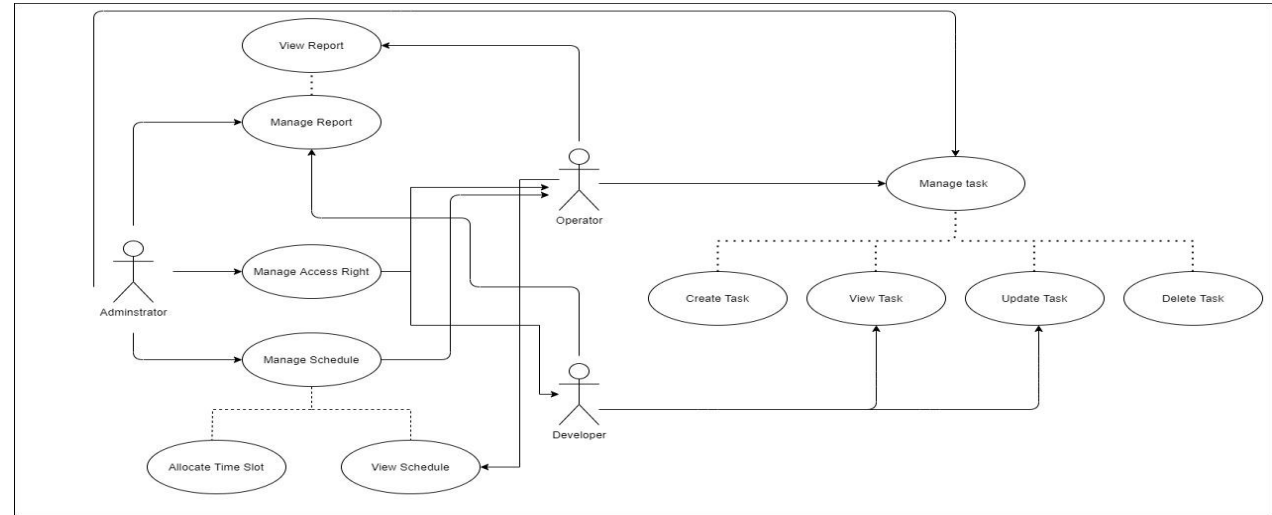 View Report
Manage Report
Manage task
Operator
Manage Access Right
Create Task
View Task
Update Task
Delete Task
Adminstrator
Manage Schedule
Developer
Allocate Time Slot
View Schedule